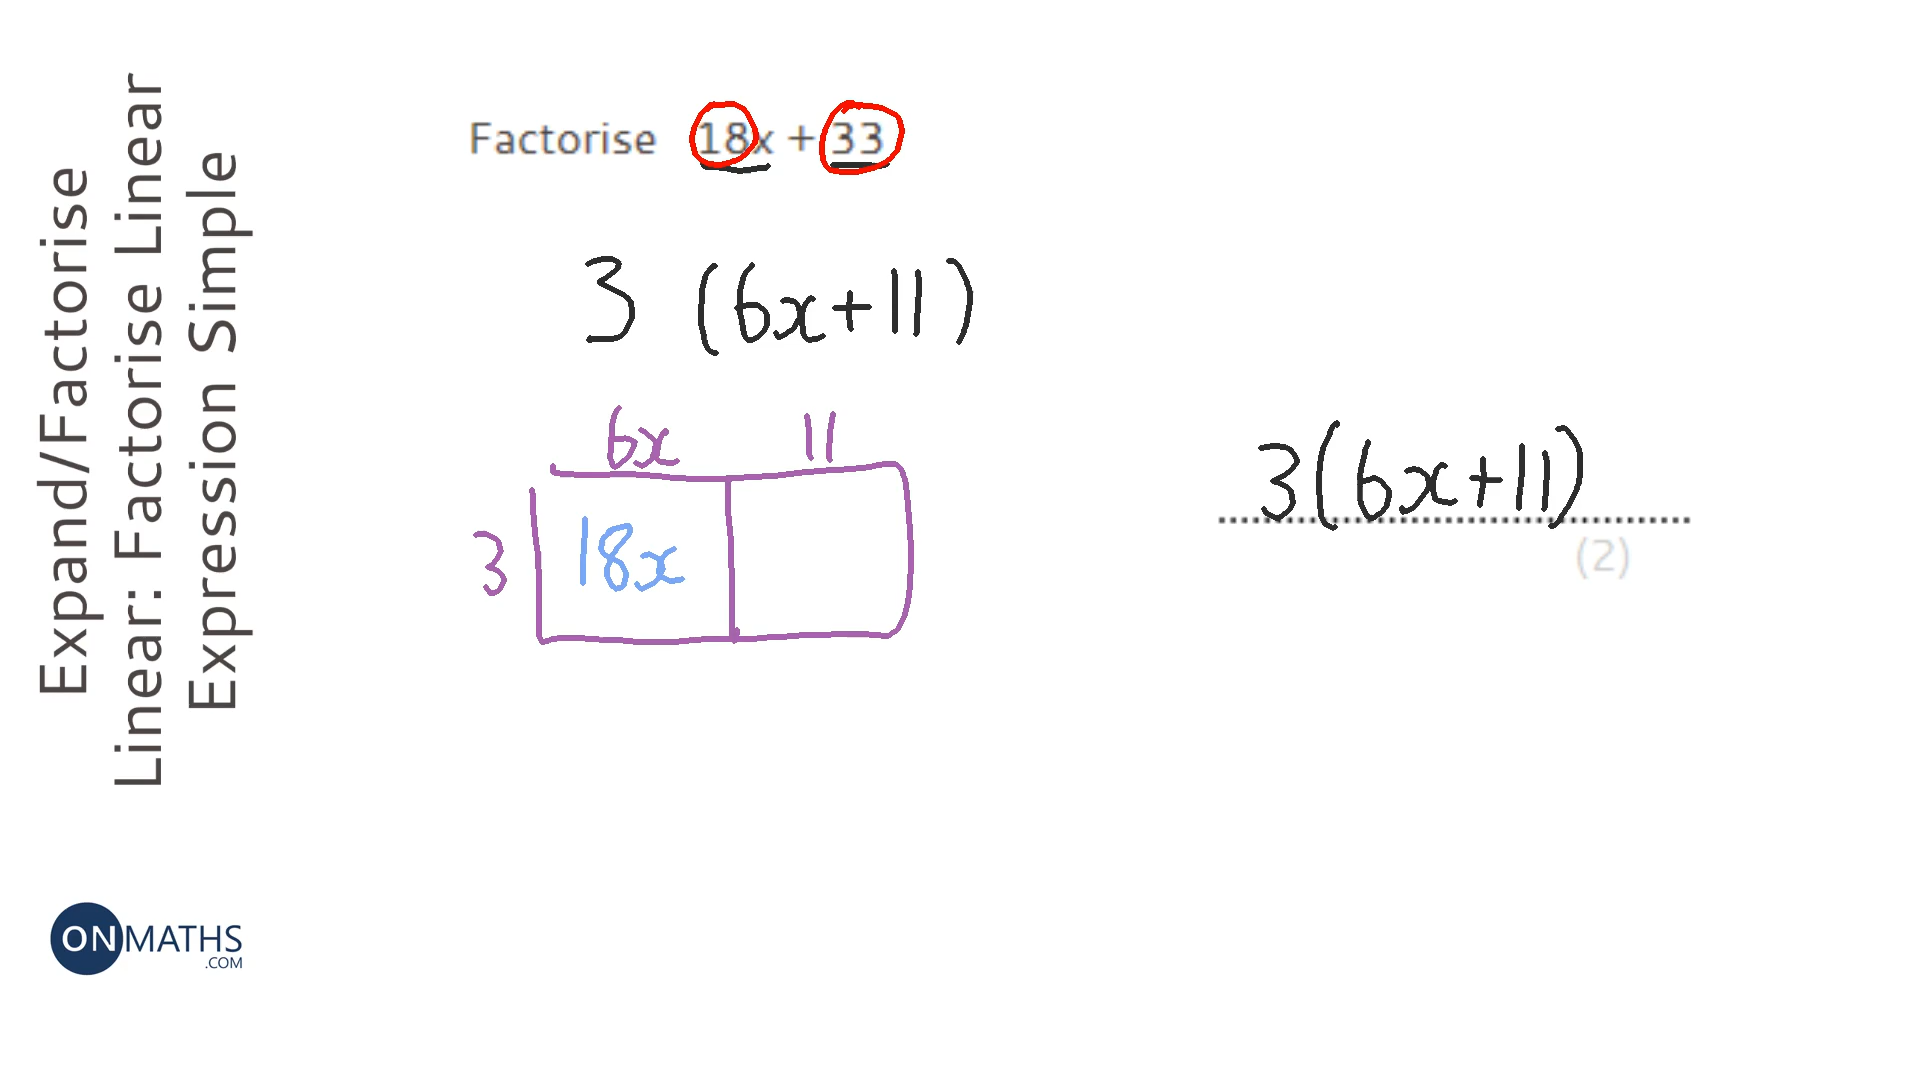 Expand/Factorise
Linear: Factorise Linear
Expression Simple
Factorise 18x + 33
3 (6x+11)
6x 11
3 18x
3(6x+11)
(2)
ONMATHS
.COM